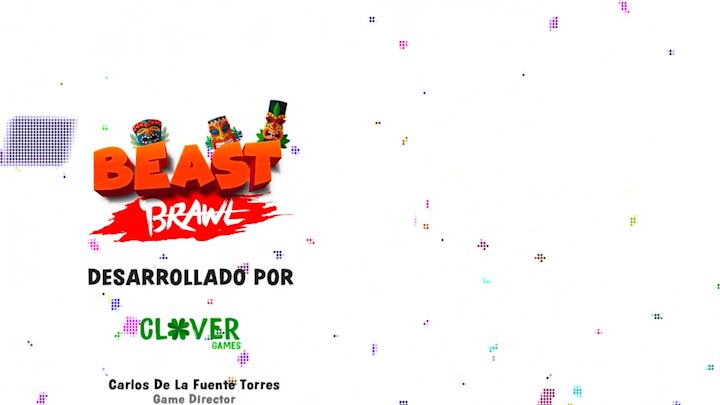 BEAST
BRAWL
DESARROLLADO POR
CLOVER
GAMES
Carlos De La Fuente Torres
Game Director